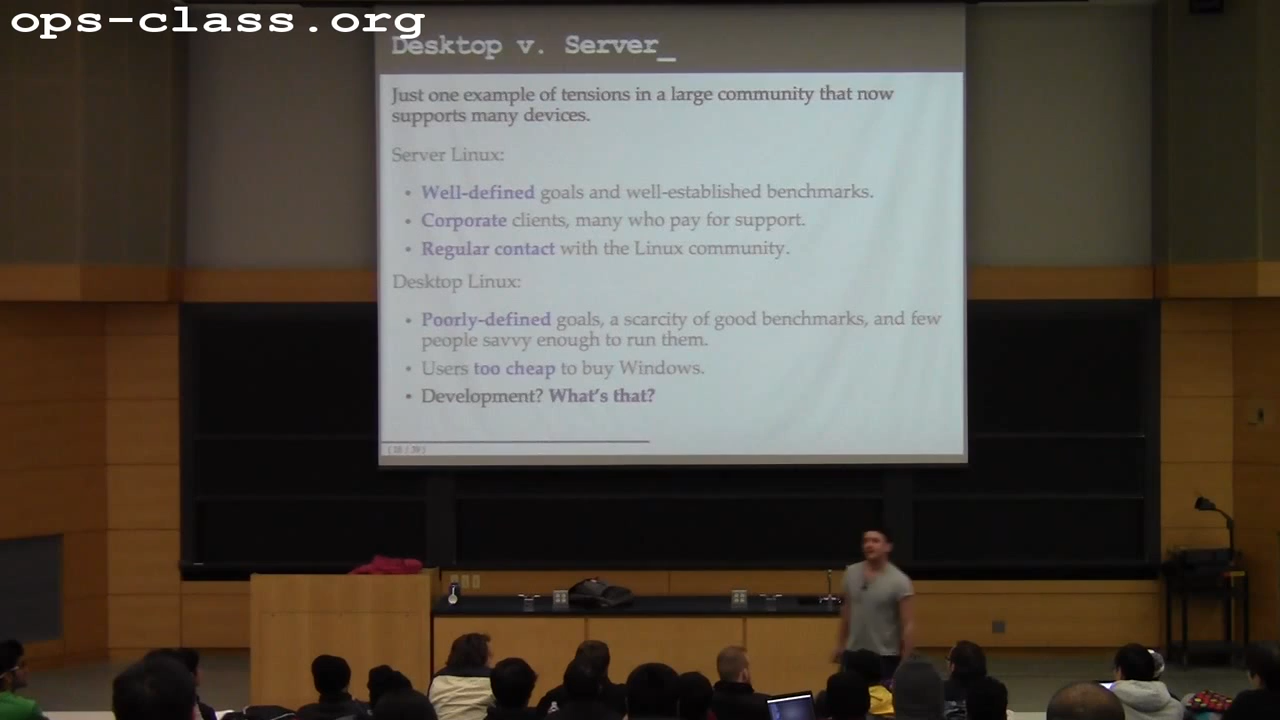 ops-class.org
Desktop v. Server_
Just one example of tensions in a large community that now
supports many devices.
Server Linux:
• Well-defined goals and well-established benchmarks.
• Corporate clients, many who pay for support.
• Regular contact with the Linux community.
Desktop Linux:
• Poorly-defined goals, a scarcity of good benchmarks, and few
people savvy enough to run them.
• Users too cheap to buy Windows.
• Development? What's that?